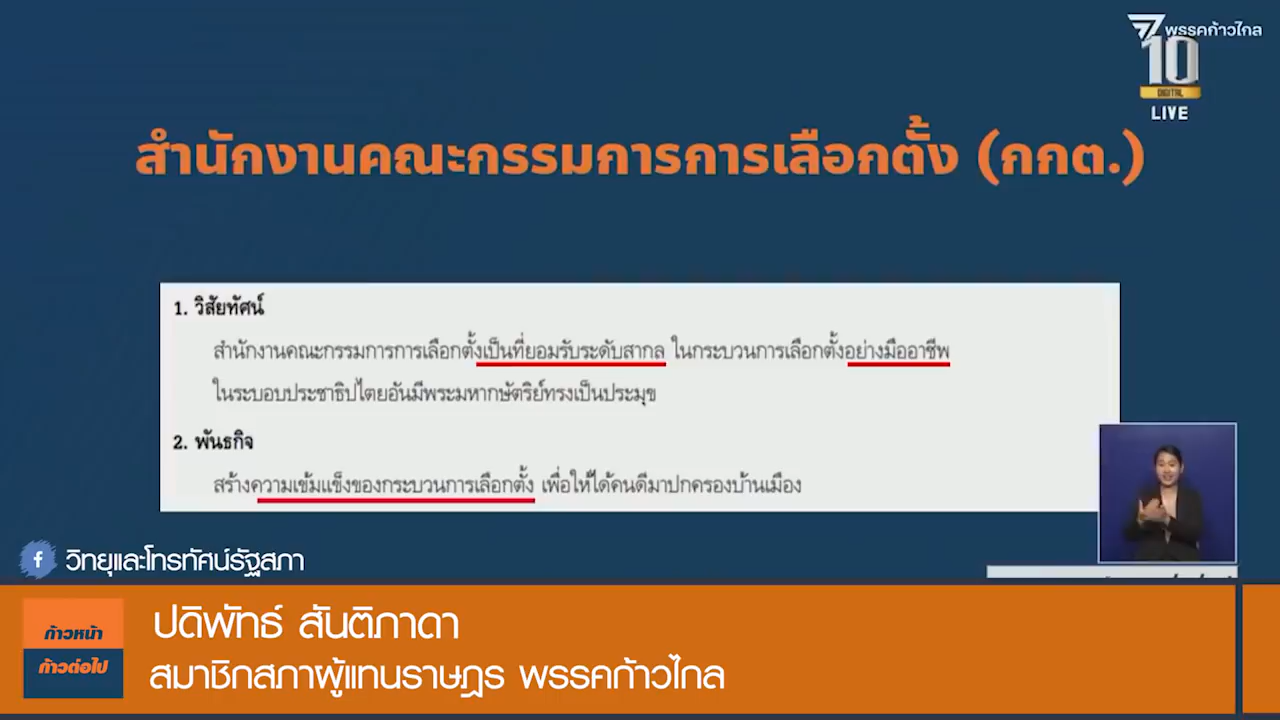 พรรคก้าวไกล
10
DIGITAL
LIVE
สำนักงานคณะกรรมการการเลือกตั้ง (กกต.)
1. วิสัยทัศน์
สำนักงานคณะกรรมการการเลือกตั้งเป็นที่ยอมรับระดับสากล ในกระบวนการเลือกตั้งอย่างมืออาชีพ
ในระบอบประชาธิปไตยอันมีพระมหากษัตริย์ทรงเป็นประมุข
2. พันธกิจ
สร้างความเข้มแข็งของกระบวนการเลือกตั้ง เพื่อให้ได้คนดีมาปกครองบ้านเมือง
วิทยุและโทรทัศน์รัฐสภา
ก้าวหน้า
ก้าวต่อไป
ปดิพัทธ์ สันติภาดา
สมาชิกสภาผู้แทนราษฎร พรรคก้าวไกล